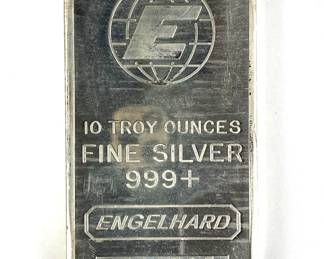 E
10 TROY OUNCES
FINE SILVER
999+
ENGELHARD